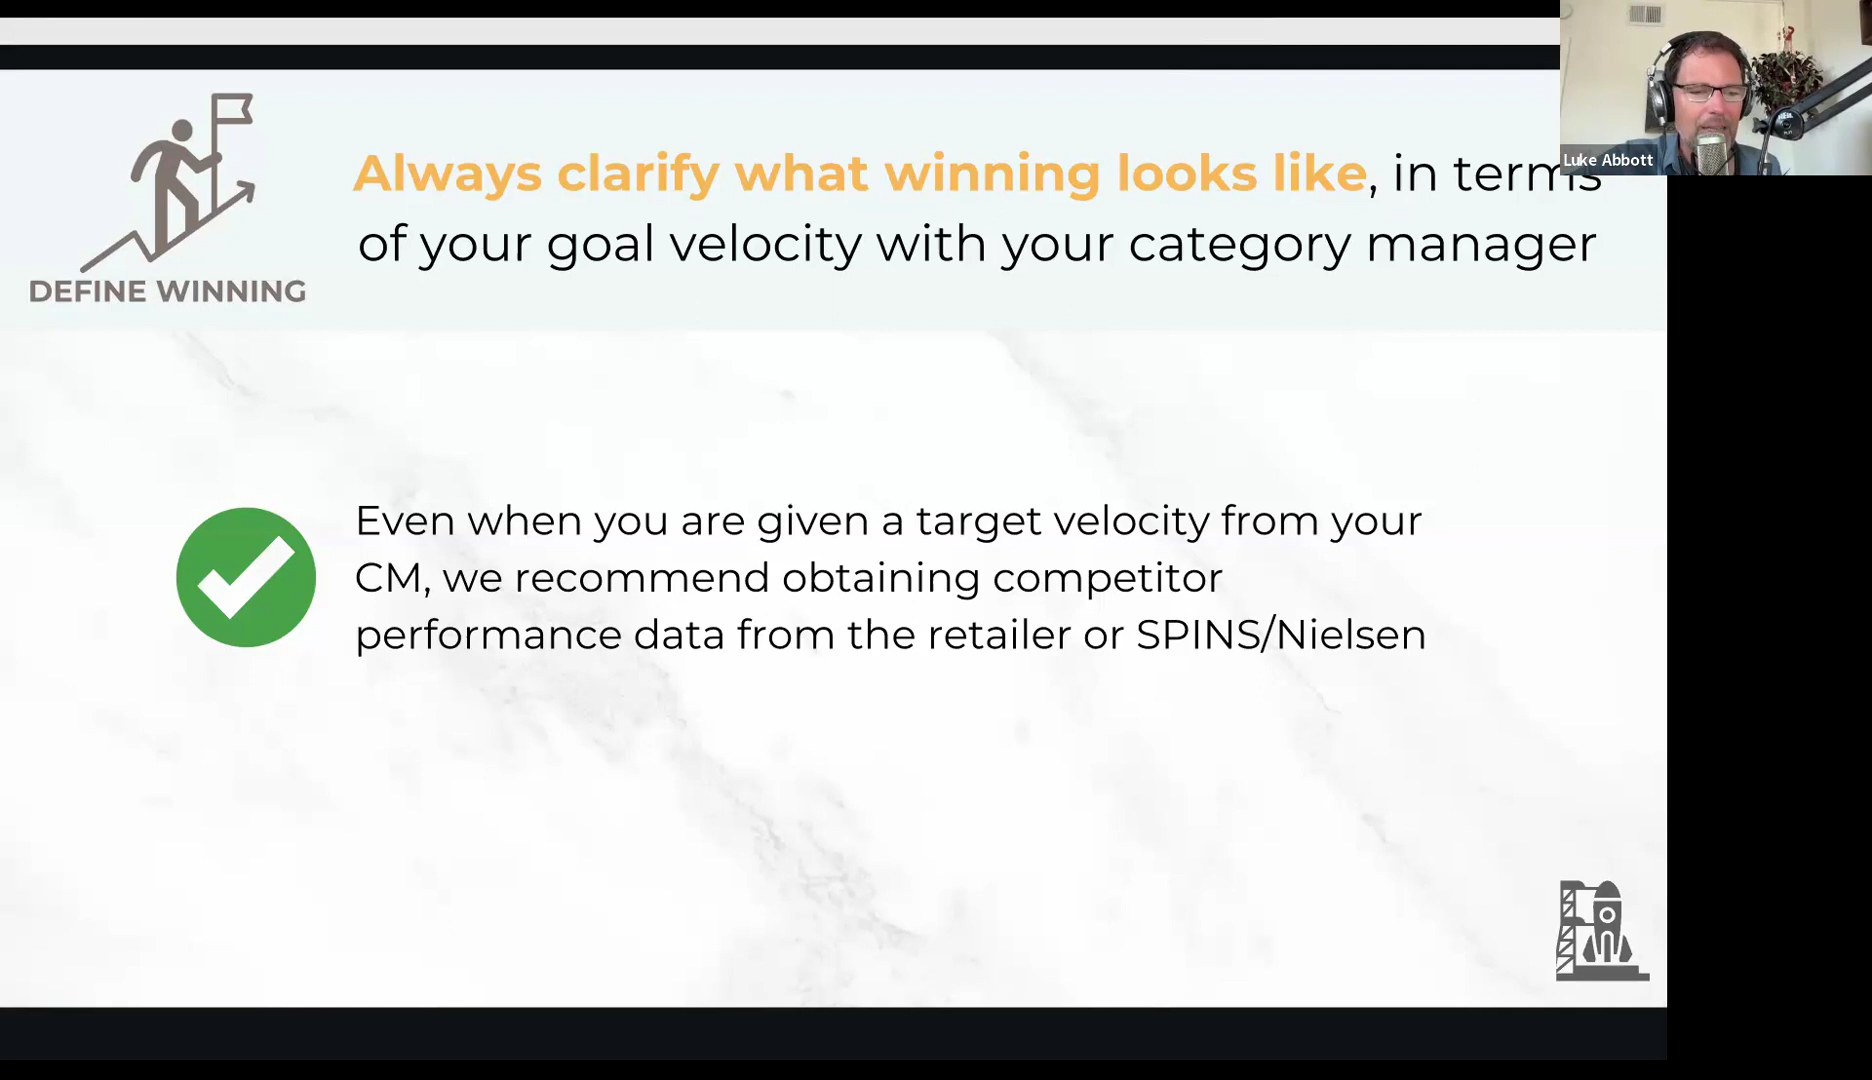 Always clarify what winning looks like, in terms
of your goal velocity with your category manager
DEFINE WINNING
Even when you are given a target velocity from your
CM, we recommend obtaining competitor
performance data from the retailer or SPINS/Nielsen
Luke Abbott